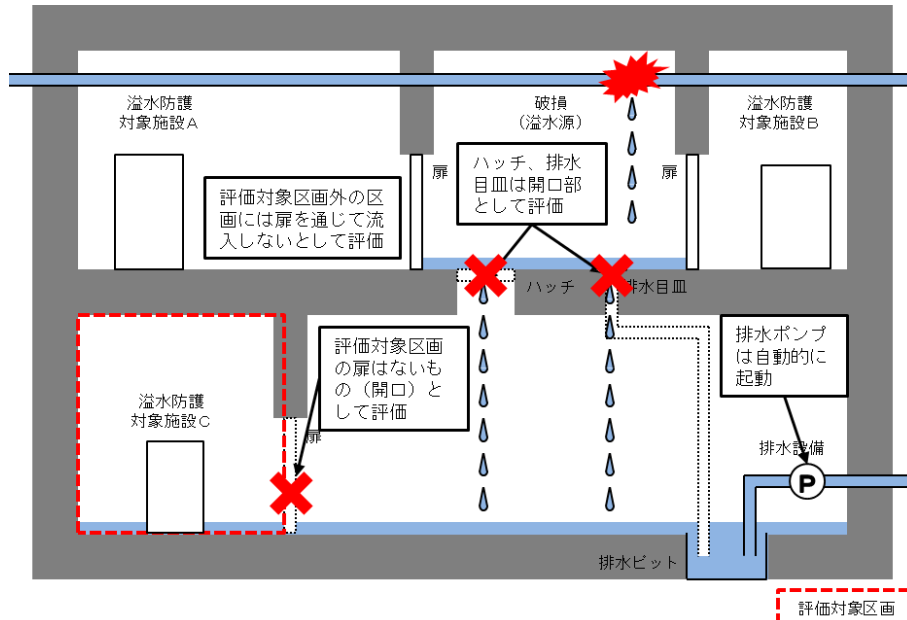 溢水防護
対象施設A
破損
(溢水源)
溢水防護
対象施設B
扉
扉
評価対象区画外の区
画には扉を通じて流
入しないとして評価
ハッチ、排水
目皿は開口部
として評価
ハッチ
排水目皿
評価対象区画
の扉はないも
の（開口）と
して評価
排水ポンプ
は自動的に
起動
溢水防護
対象施設C
扉
排水設備
P
排水ピット
評価対象区画